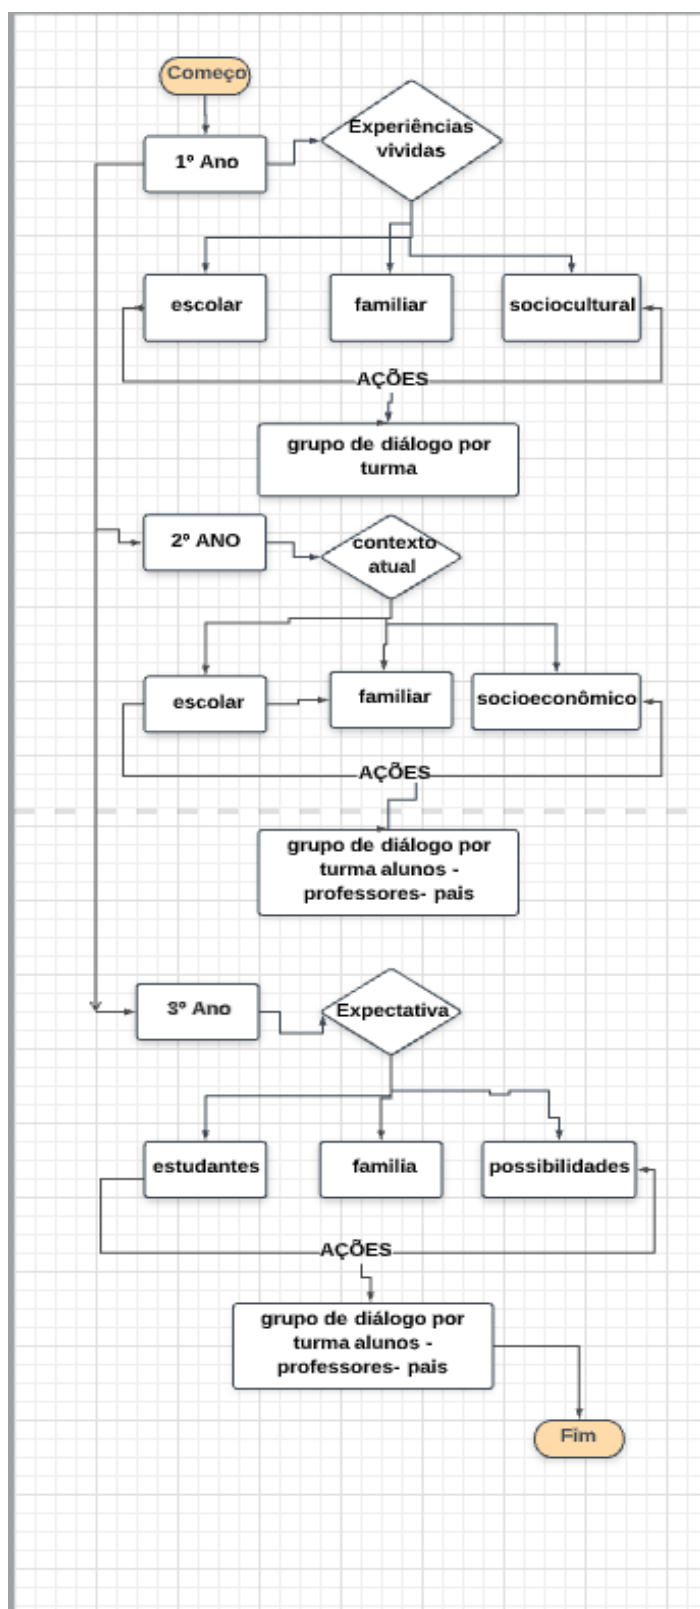 Começo
1º Ano
Experiências
vividas
escolar
familiar
sociocultural
AÇÕES
grupo de diálogo por
turma
2º ANO
contexto
atual
escolar
familiar
socioeconômico
AÇÕES
grupo de diálogo por
turma alunos -
professores- pais
3º Ano
Expectativa
estudantes
familia
possibilidades
AÇÕES
grupo de diálogo por
turma alunos -
professores- pais
Fim